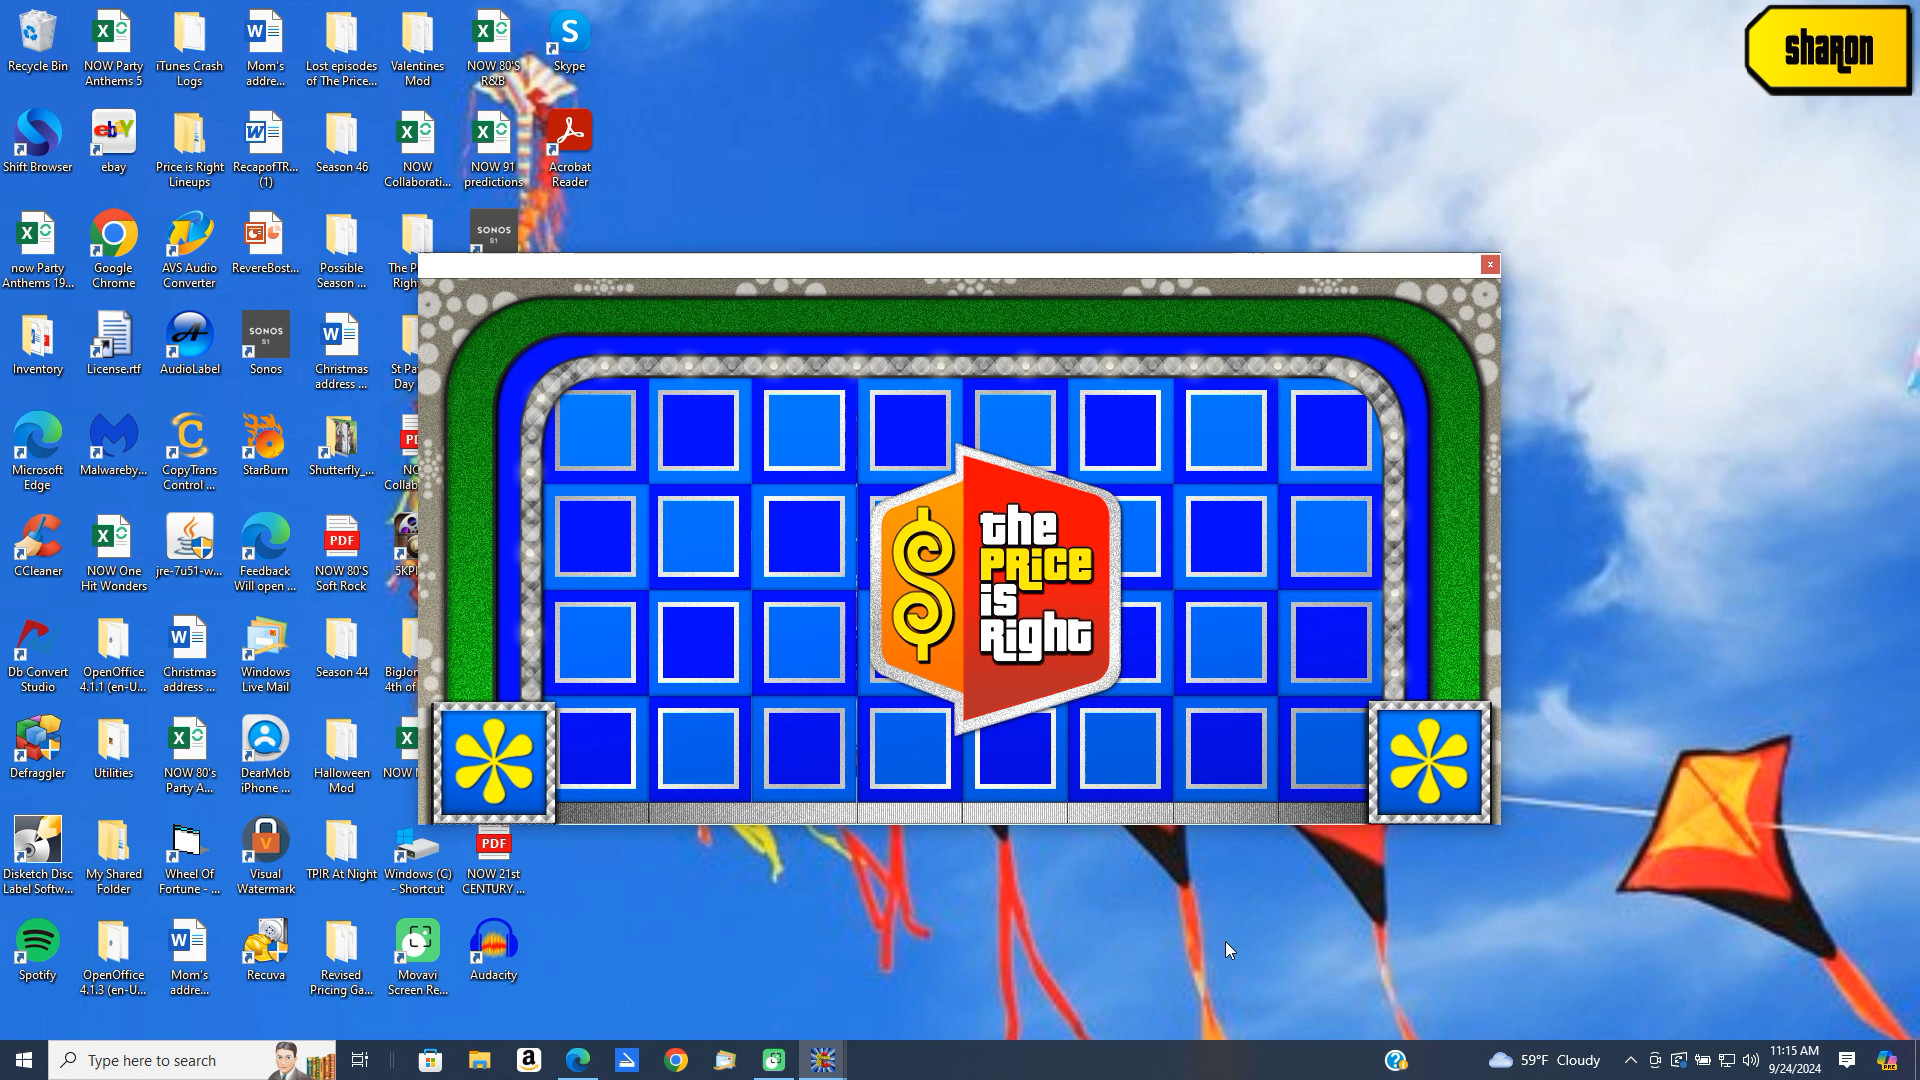 Recycle Bin
NOW Party
Anthems 5
iTunes Crash
Logs
Mom's
addre...
Lost episodes
of The Price...
Valentines
Mod
NOW 80'S
R&B
Skype
sharon
Shift Browser
ebay
Price is Right
Lineups
RecapofTR...
(1)
Season 46
NOW
Collaborati...
NOW 91
predictions
Acrobat
Reader
now Party
Anthems 19...
Google
Chrome
AVS Audio
Converter
RevereBost...
Possible
Season ...
SONOS
S1
Inventory
License.rtf
AudioLabel
SONOS
S1
Sonos
Christmas
address ...
Microsoft
Edge
Malwareby...
CopyTrans
Control ...
StarBurn
Shutterfly_...
the
PRice
is
Right
CCleaner
NOW One
Hit Wonders
jre-7u51-w...
Feedback
Will open ...
PDF
NOW 80'S
Soft Rock
Db Convert
Studio
OpenOffice
4.1.1 (en-U...
Christmas
address ...
Windows
Live Mail
Season 44
Defraggler
Utilities
NOW 80's
Party A...
DearMob
iPhone ...
Halloween
Mod
Disketch Disc
Label Softw...
My Shared
Folder
Wheel Of
Fortune - ...
Visual
Watermark
TPIR At Night
Windows (C)
- Shortcut
PDF
NOW 21st
CENTURY ...
Spotify
OpenOffice
4.1.3 (en-U...
Mom's
addre...
Recuva
Revised
Pricing Ga...
Movavi
Screen Re...
Audacity
Type here to search
59°F Cloudy
11:15 AM
9/24/2024